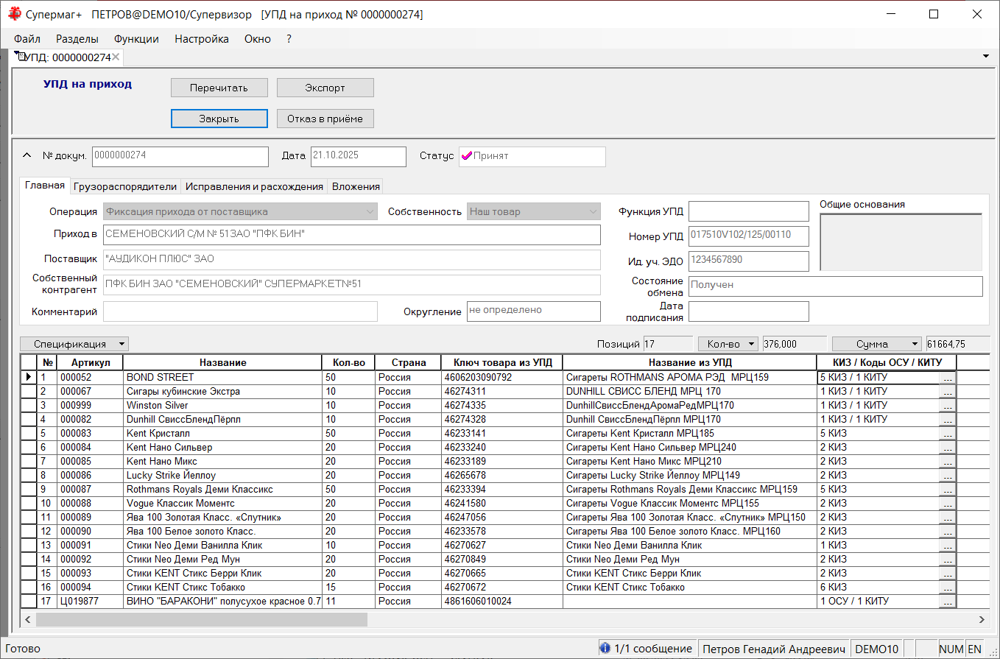 Супермаг+ ПЕТРОВ@DEMO10/Супервизор [УПД на приход № 0000000274]
Файл Разделы Функции Настройка Окно ?
УПД: 0000000274
УПД на приход Перечитать Экспорт
Закрыть Отказ в приёме
№ докум. 0000000274 Дата 21.10.2025 Статус Принят
Главная Грузораспорядители Исправления и расхождения Вложения
Операция Фиксация прихода от поставщика Собственность Наш товар Функция УПД Общие основания
Приход в СЕМЕНОВСКИЙ С/М № 51ЗАО "ПФК БИН" Номер УПД 017510V102/125/00110
Поставщик "АУДИКОН ПЛЮС" ЗАО Ид. уч. ЭДО 1234567890
Собственный контрагент ПФК БИН ЗАО "СЕМЕНОВСКИЙ" СУПЕРМАРКЕТ№51 Состояние обмена Получен
Комментарий Округление не определено Дата подписания
Спецификация Позиций 17 Кол-во 376,000 Сумма 61664,75
№ Артикул Название Кол-во Страна Ключ товара из УПД Название из УПД КИЗ / Коды ОСУ / КИТУ
1 000052 BOND STREET 50 Россия 4606203090792 Сигареты ROTHMANS АРОМА РЭД МРЦ159 5 КИЗ / 1 КИТУ ...
2 000067 Сигары кубинские Экстра 10 Россия 46274311 DUNHILL СВИСС БЛЕНД МРЦ 170 1 КИЗ / 1 КИТУ ...
3 000999 Winston Silver 10 Россия 46274335 DunhillСвиссБлендАромаРедМРЦ170 1 КИЗ / 1 КИТУ ...
4 000082 Dunhill СвиссБлендПёрпл 10 Россия 46274328 Dunhill СвиссБлендПёрпл МРЦ170 1 КИЗ / 1 КИТУ ...
5 000083 Kent Кристалл 50 Россия 46233141 Сигареты Kent Кристалл МРЦ185 5 КИЗ ...
6 000084 Kent Нано Сильвер 20 Россия 46233240 Сигареты Kent Нано Сильвер МРЦ240 2 КИЗ ...
7 000085 Kent Нано Микс 20 Россия 46233189 Сигареты Kent Нано Микс МРЦ210 2 КИЗ ...
8 000086 Lucky Strike Йеллоу 20 Россия 46265678 Сигареты Lucky Strike Йеллоу МРЦ149 2 КИЗ ...
9 000087 Rothmans Royals Деми Классикс 50 Россия 46233394 Сигареты Rothmans Royals Деми Классикс МРЦ159 5 КИЗ ...
10 000088 Vogue Классик Моментс 20 Россия 46241580 Сигареты Vogue Классик Моментс МРЦ155 2 КИЗ ...
11 000089 Ява 100 Золотая Класс. «Спутник» 20 Россия 46247056 Сигареты Ява 100 Золотая Класс. «Спутник» МРЦ150 2 КИЗ ...
12 000090 Ява 100 Белое золото Класс. 20 Россия 46233578 Сигареты Ява 100 Белое золото Класс. МРЦ160 2 КИЗ ...
13 000091 Стики Neo Деми Ванилла Клик 10 Россия 46270627 Стики Neo Деми Ванилла Клик 1 КИЗ ...
14 000092 Стики Neo Деми Ред Мун 20 Россия 46270849 Стики Neo Деми Ред Мун 2 КИЗ ...
15 000093 Стики KENT Стикс Берри Клик 20 Россия 46270665 Стики KENT Стикс Берри Клик 2 КИЗ ...
16 000094 Стики KENT Стикс Тобакко 15 Россия 46270672 Стики KENT Стикс Тобакко 6 КИЗ ...
17 Ц019877 ВИНО "БАРАКОНИ" полусухое красное 0.7 11 Россия 4861606010024 1 ОСУ / 1 КИТУ ...
Готово 1/1 сообщение Петров Генадий Андреевич DEMO10 NUM EN